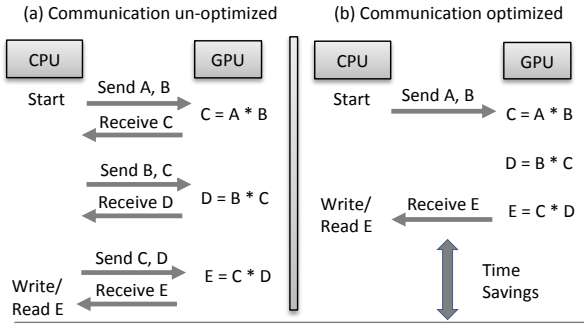 (a) Communication un-optimized
CPU
GPU
Start
Send A, B
C = A * B
Receive C
Send B, C
D = B * C
Receive D
Send C, D
E = C * D
Write/
Read E
Receive E
(b) Communication optimized
CPU
GPU
Start
Send A, B
C = A * B
D = B * C
Write/
Read E
Receive E
E = C * D
Time
Savings